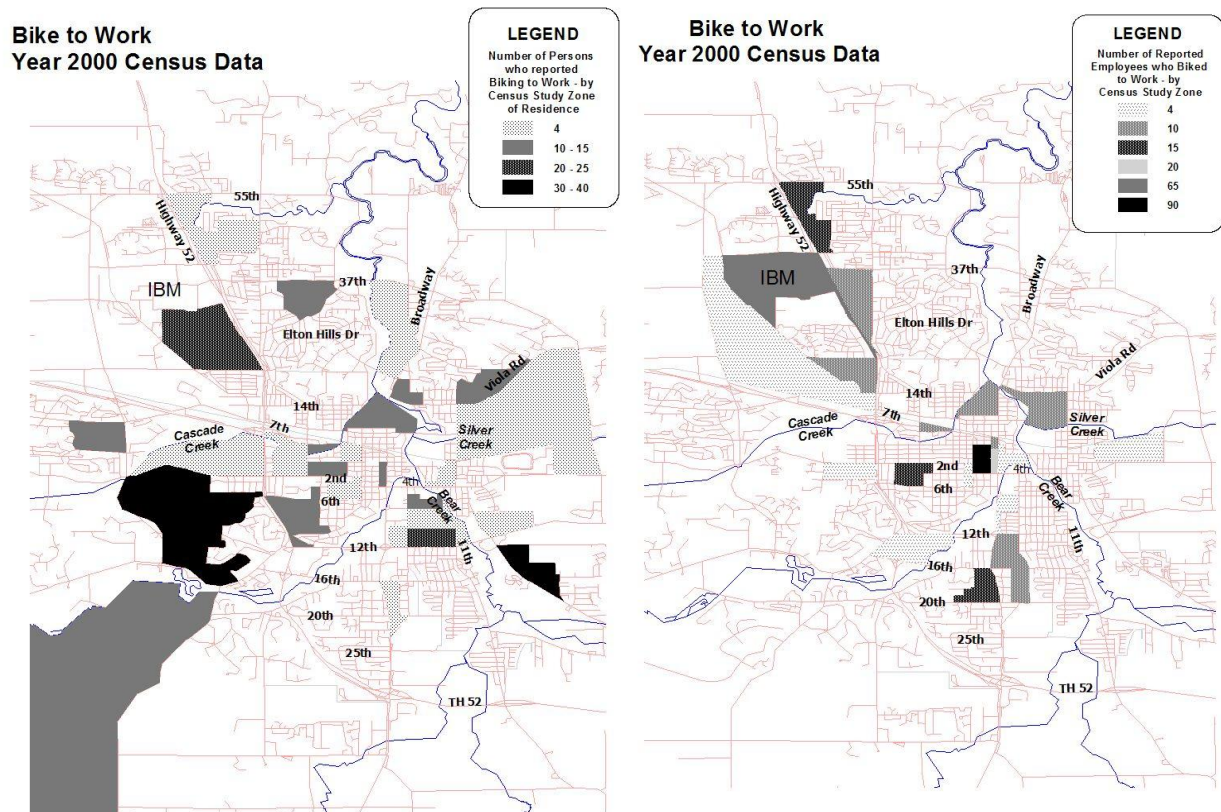 Bike to Work
Year 2000 Census Data
LEGEND
Number of Persons
who reported
Biking to Work - by
Census Study Zone
of Residence
4
10 - 15
20 - 25
30 - 40
55th
Highway 52
37th
Broadway
IBM
Elton Hills Dr
Viola Rd
14th
7th
Cascade
Creek
Silver
Creek
2nd
4th
6th
Bear
Creek
12th
11th
16th
20th
25th
TH 52
Bike to Work
Year 2000 Census Data
LEGEND
Number of Reported
Employees who Biked
to Work - by
Census Study Zone
4
10
15
20
65
90
55th
Highway 52
37th
Broadway
IBM
Elton Hills Dr
Viola Rd
14th
7th
Cascade
Creek
Silver
Creek
2nd
4th
6th
Bear
Creek
12th
11th
16th
20th
25th
TH 52